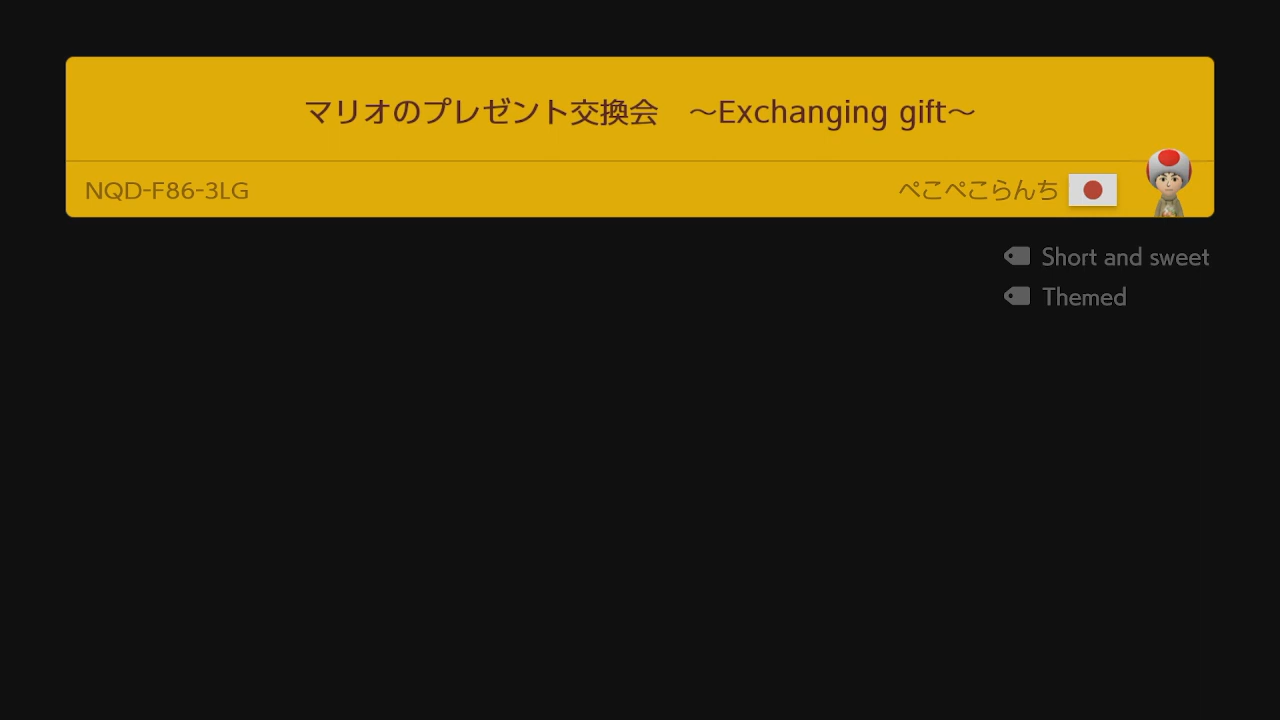 マリオのプレゼント交換会　～Exchanging gift～
NQD-F86-3LG
ぺこぺこらんち
Short and sweet
Themed